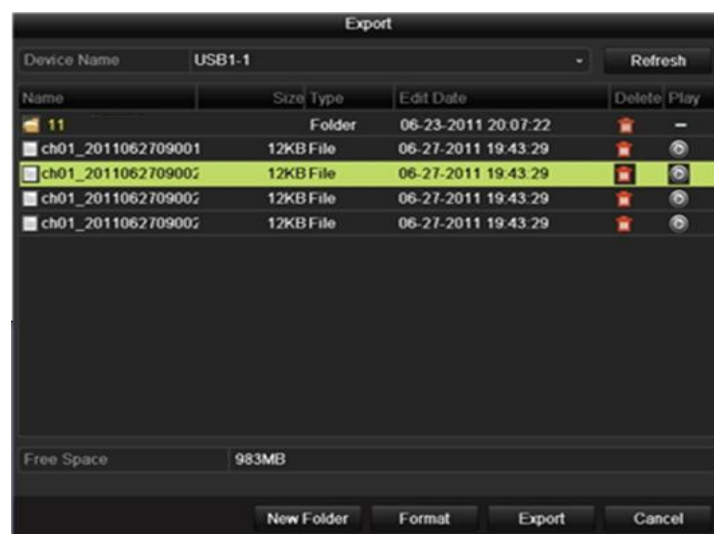 Export
Device Name USB1-1 Refresh
Name Size Type Edit Date Delete Play
11 Folder 06-23-2011 20:07:22 –
ch01_2011062709001 12KB File 06-27-2011 19:43:29
ch01_2011062709002 12KB File 06-27-2011 19:43:29
ch01_2011062709002 12KB File 06-27-2011 19:43:29
ch01_2011062709002 12KB File 06-27-2011 19:43:29
Free Space 983MB
New Folder Format Export Cancel